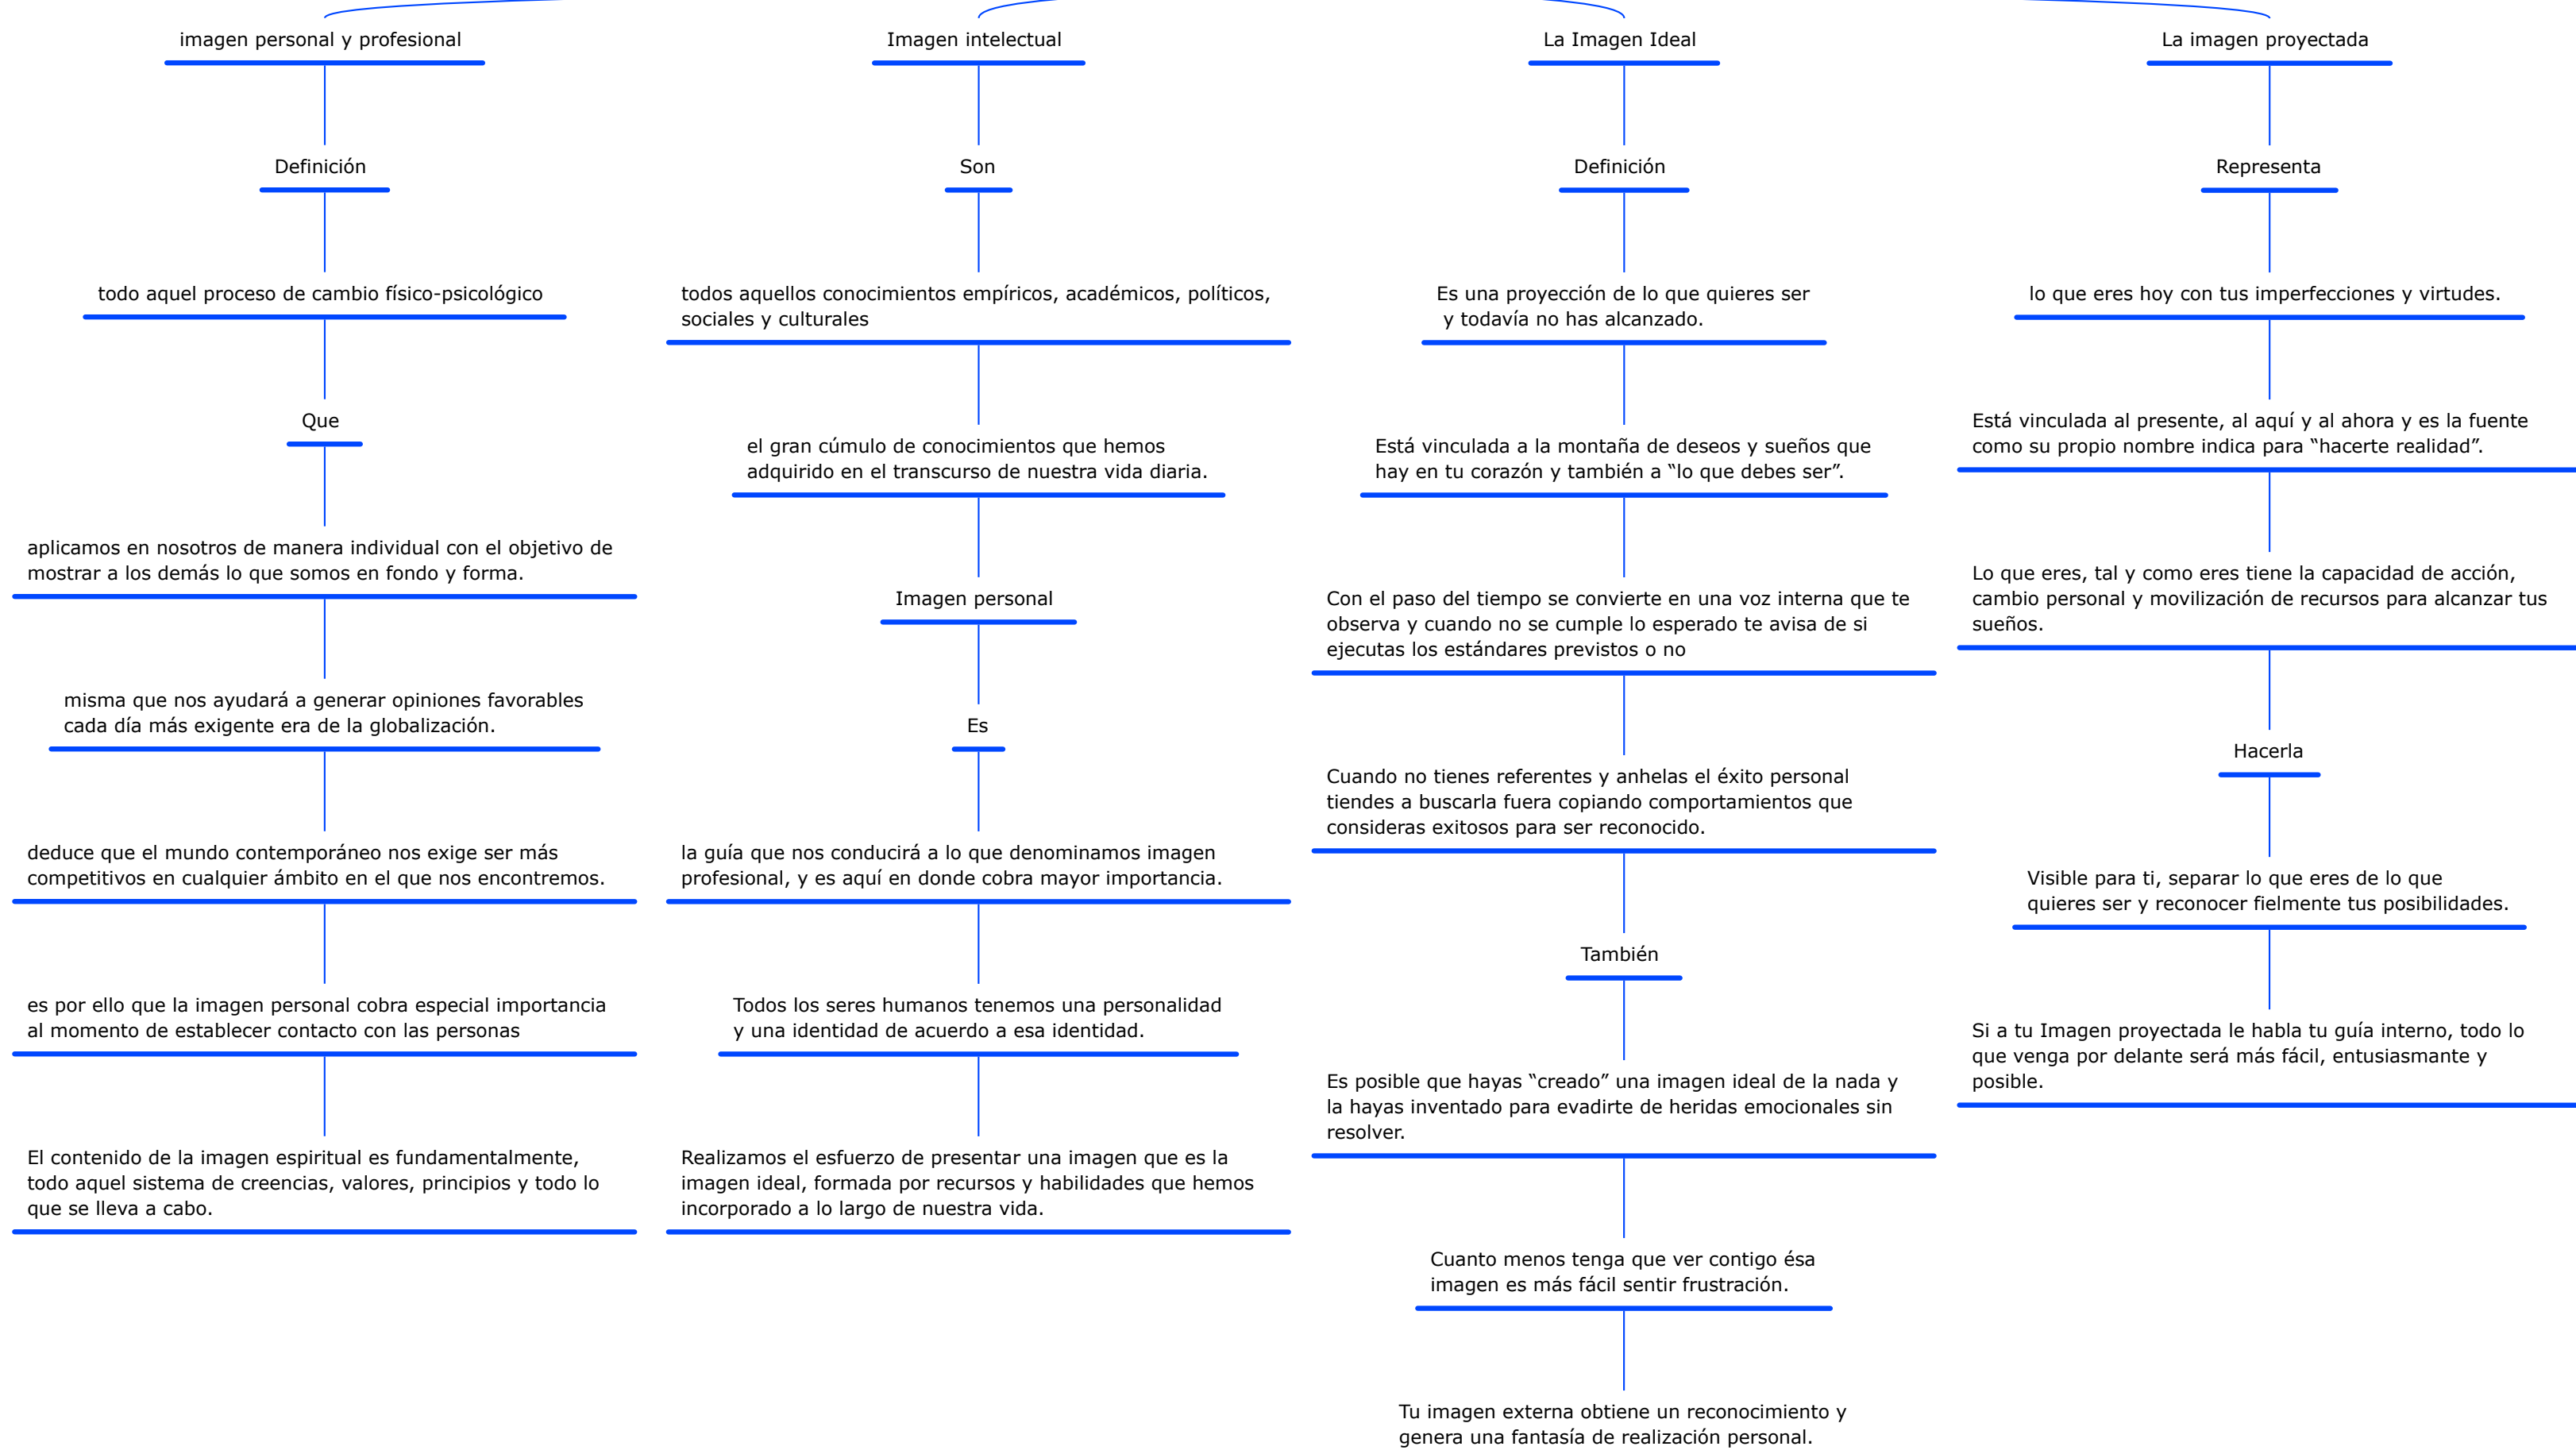 imagen personal y profesional
Definición
todo aquel proceso de cambio físico-psicológico
Que
aplicamos en nosotros de manera individual con el objetivo de
mostrar a los demás lo que somos en fondo y forma.
misma que nos ayudará a generar opiniones favorables
cada día más exigente era de la globalización.
deduce que el mundo contemporáneo nos exige ser más
competitivos en cualquier ámbito en el que nos encontremos.
es por ello que la imagen personal cobra especial importancia
al momento de establecer contacto con las personas
El contenido de la imagen espiritual es fundamentalmente,
todo aquel sistema de creencias, valores, principios y todo lo
que se lleva a cabo.
Imagen intelectual
Son
todos aquellos conocimientos empíricos, académicos, políticos,
sociales y culturales
el gran cúmulo de conocimientos que hemos
adquirido en el transcurso de nuestra vida diaria.
Imagen personal
Es
la guía que nos conducirá a lo que denominamos imagen
profesional, y es aquí en donde cobra mayor importancia.
Todos los seres humanos tenemos una personalidad
y una identidad de acuerdo a esa identidad.
Realizamos el esfuerzo de presentar una imagen que es la
imagen ideal, formada por recursos y habilidades que hemos
incorporado a lo largo de nuestra vida.
La Imagen Ideal
Definición
Es una proyección de lo que quieres ser
y todavía no has alcanzado.
Está vinculada a la montaña de deseos y sueños que
hay en tu corazón y también a “lo que debes ser”.
Con el paso del tiempo se convierte en una voz interna que te
observa y cuando no se cumple lo esperado te avisa de si
ejecutas los estándares previstos o no
Cuando no tienes referentes y anhelas el éxito personal
tiendes a buscarla fuera copiando comportamientos que
consideras exitosos para ser reconocido.
También
Es posible que hayas “creado” una imagen ideal de la nada y
la hayas inventado para evadirte de heridas emocionales sin
resolver.
Cuanto menos tenga que ver contigo ésa
imagen es más fácil sentir frustración.
Tu imagen externa obtiene un reconocimiento y
genera una fantasía de realización personal.
La imagen proyectada
Representa
lo que eres hoy con tus imperfecciones y virtudes.
Está vinculada al presente, al aquí y al ahora y es la fuente
como su propio nombre indica para “hacerte realidad”.
Lo que eres, tal y como eres tiene la capacidad de acción,
cambio personal y movilización de recursos para alcanzar tus
sueños.
Hacerla
Visible para ti, separar lo que eres de lo que
quieres ser y reconocer fielmente tus posibilidades.
Si a tu Imagen proyectada le habla tu guía interno, todo lo
que venga por delante será más fácil, entusiasmante y
posible.